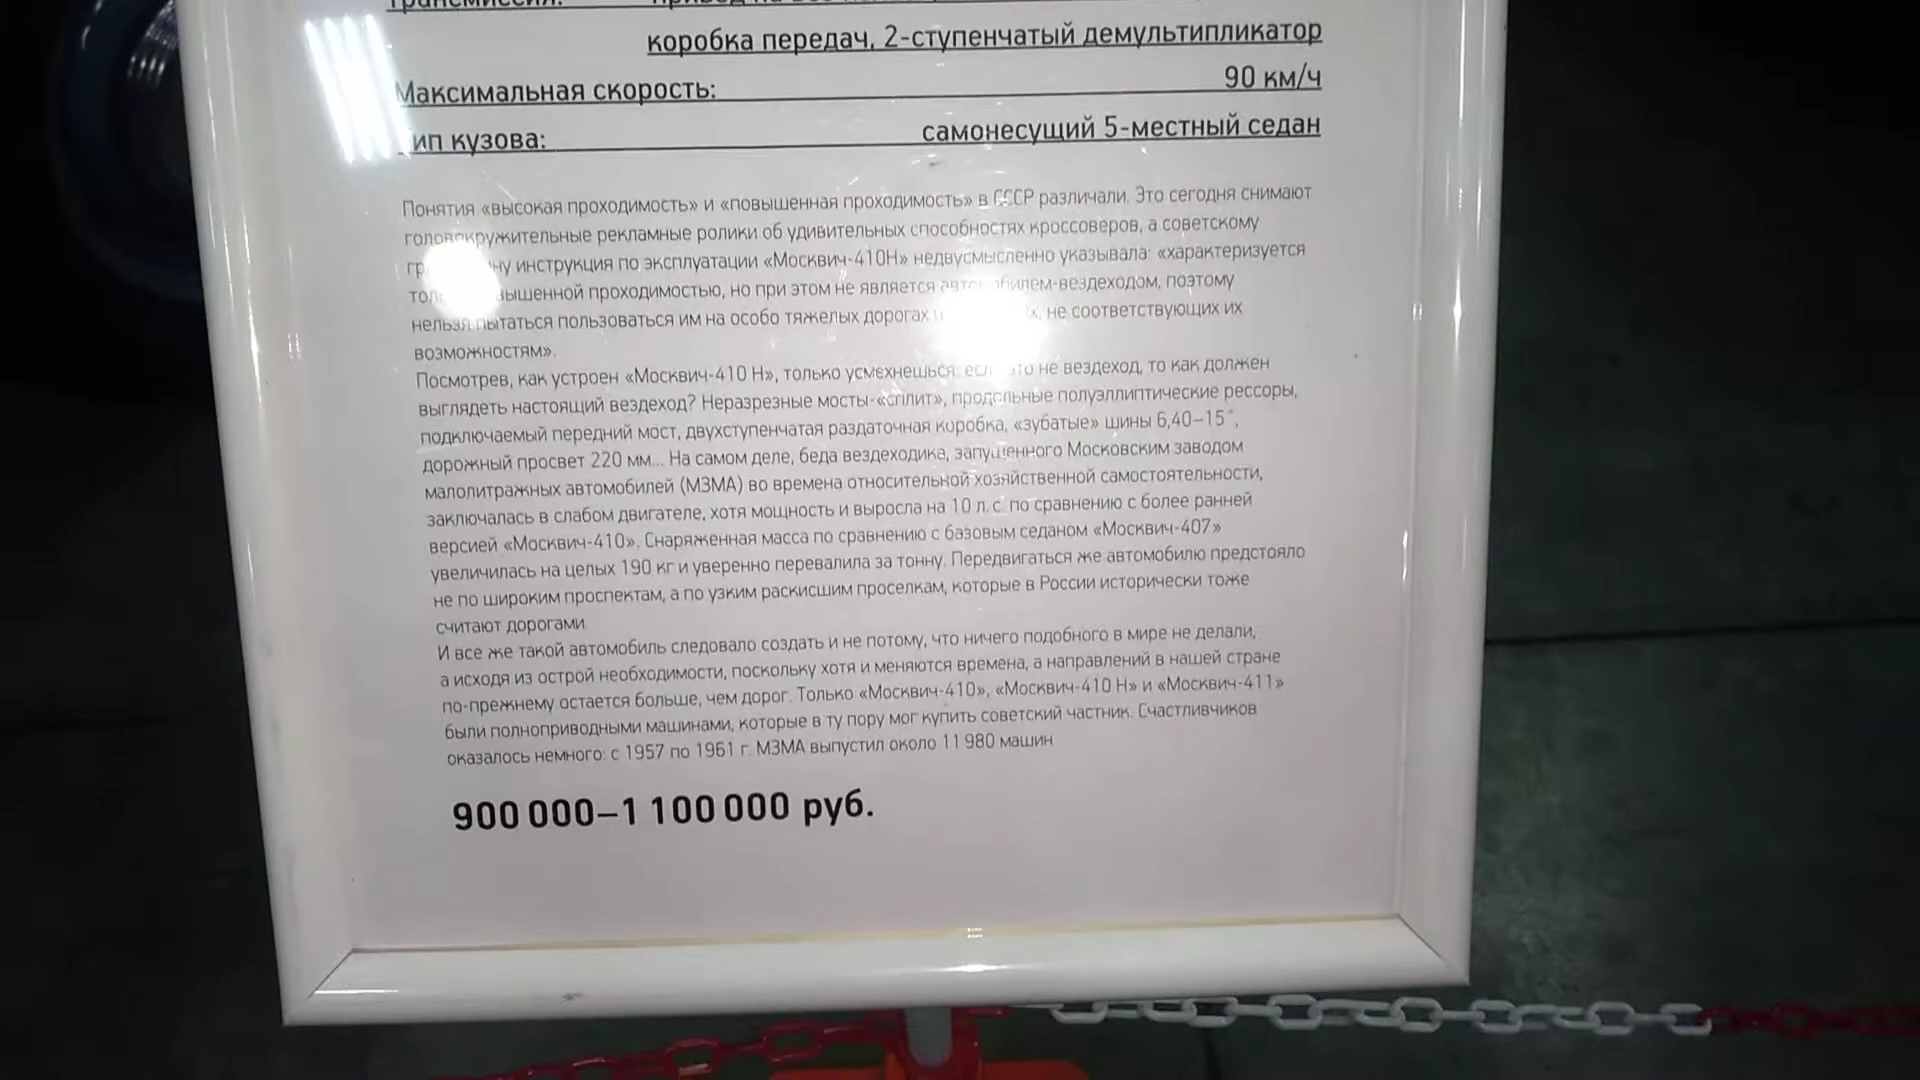 Трансмиссия:
коробка передач, 2-ступенчатый демультипликатор
Максимальная скорость: 90 км/ч
ип кузова: самонесущий 5-местный седан
Понятия «высокая проходимость» и «повышенная проходимость» в СССР различали. Это сегодня снимают
головокружительные рекламные ролики об удивительных способностях кроссоверов, а советскому
инструкция по эксплуатации «Москвич-410Н» недвусмысленно указывала: «характеризуется
проходимостью, но при этом не является автомобилем-вездеходом, поэтому
нельзя пытаться пользоваться им на особо тяжелых дорогах не соответствующих их
возможностям».
Посмотрев, как устроен «Москвич-410 Н», только усмехнешься: если это не вездеход, то как должен
выглядеть настоящий вездеход? Неразрезные мосты-«сплит», продольные полуэллиптические рессоры,
подключаемый передний мост, двухступенчатая раздаточная коробка, «зубатые» шины 6,40–15",
дорожный просвет 220 мм... На самом деле, беда вездеходика, запущенного Московским заводом
малолитражных автомобилей (МЗМА) во времена относительной хозяйственной самостоятельности,
заключалась в слабом двигателе, хотя мощность и выросла на 10 л.с. по сравнению с более ранней
версией «Москвич-410». Снаряженная масса по сравнению с базовым седаном «Москвич-407»
увеличилась на целых 190 кг и уверенно перевалила за тонну. Передвигаться же автомобилю предстояло
не по широким проспектам, а по узким раскисшим проселкам, которые в России исторически тоже
считают дорогами.
И все же такой автомобиль следовало создать и не потому, что ничего подобного в мире не делали,
а исходя из острой необходимости, поскольку хотя и меняются времена, а направлений в нашей стране
по-прежнему остается больше, чем дорог. Только «Москвич-410», «Москвич-410 Н» и «Москвич-411»
были полноприводными машинами, которые в ту пору мог купить советский частник. Счастливчиков
оказалось немного: с 1957 по 1961 г. МЗМА выпустил около 11 980 машин
900 000–1 100 000 руб.